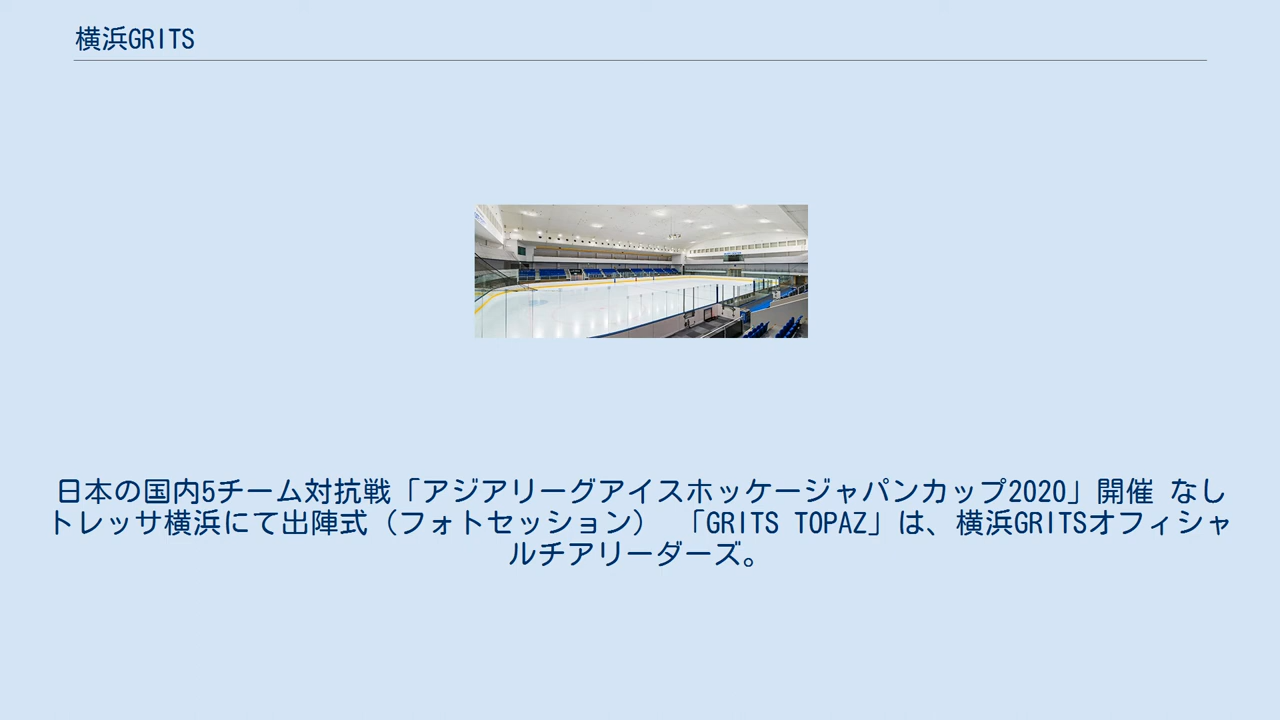 横浜GRITS
日本の国内5チーム対抗戦「アジアリーグアイスホッケージャパンカップ2020」開催 なし
トレッサ横浜にて出陣式（フォトセッション） 「GRITS TOPAZ」は、横浜GRITSオフィシャ
ルチアリーダーズ。